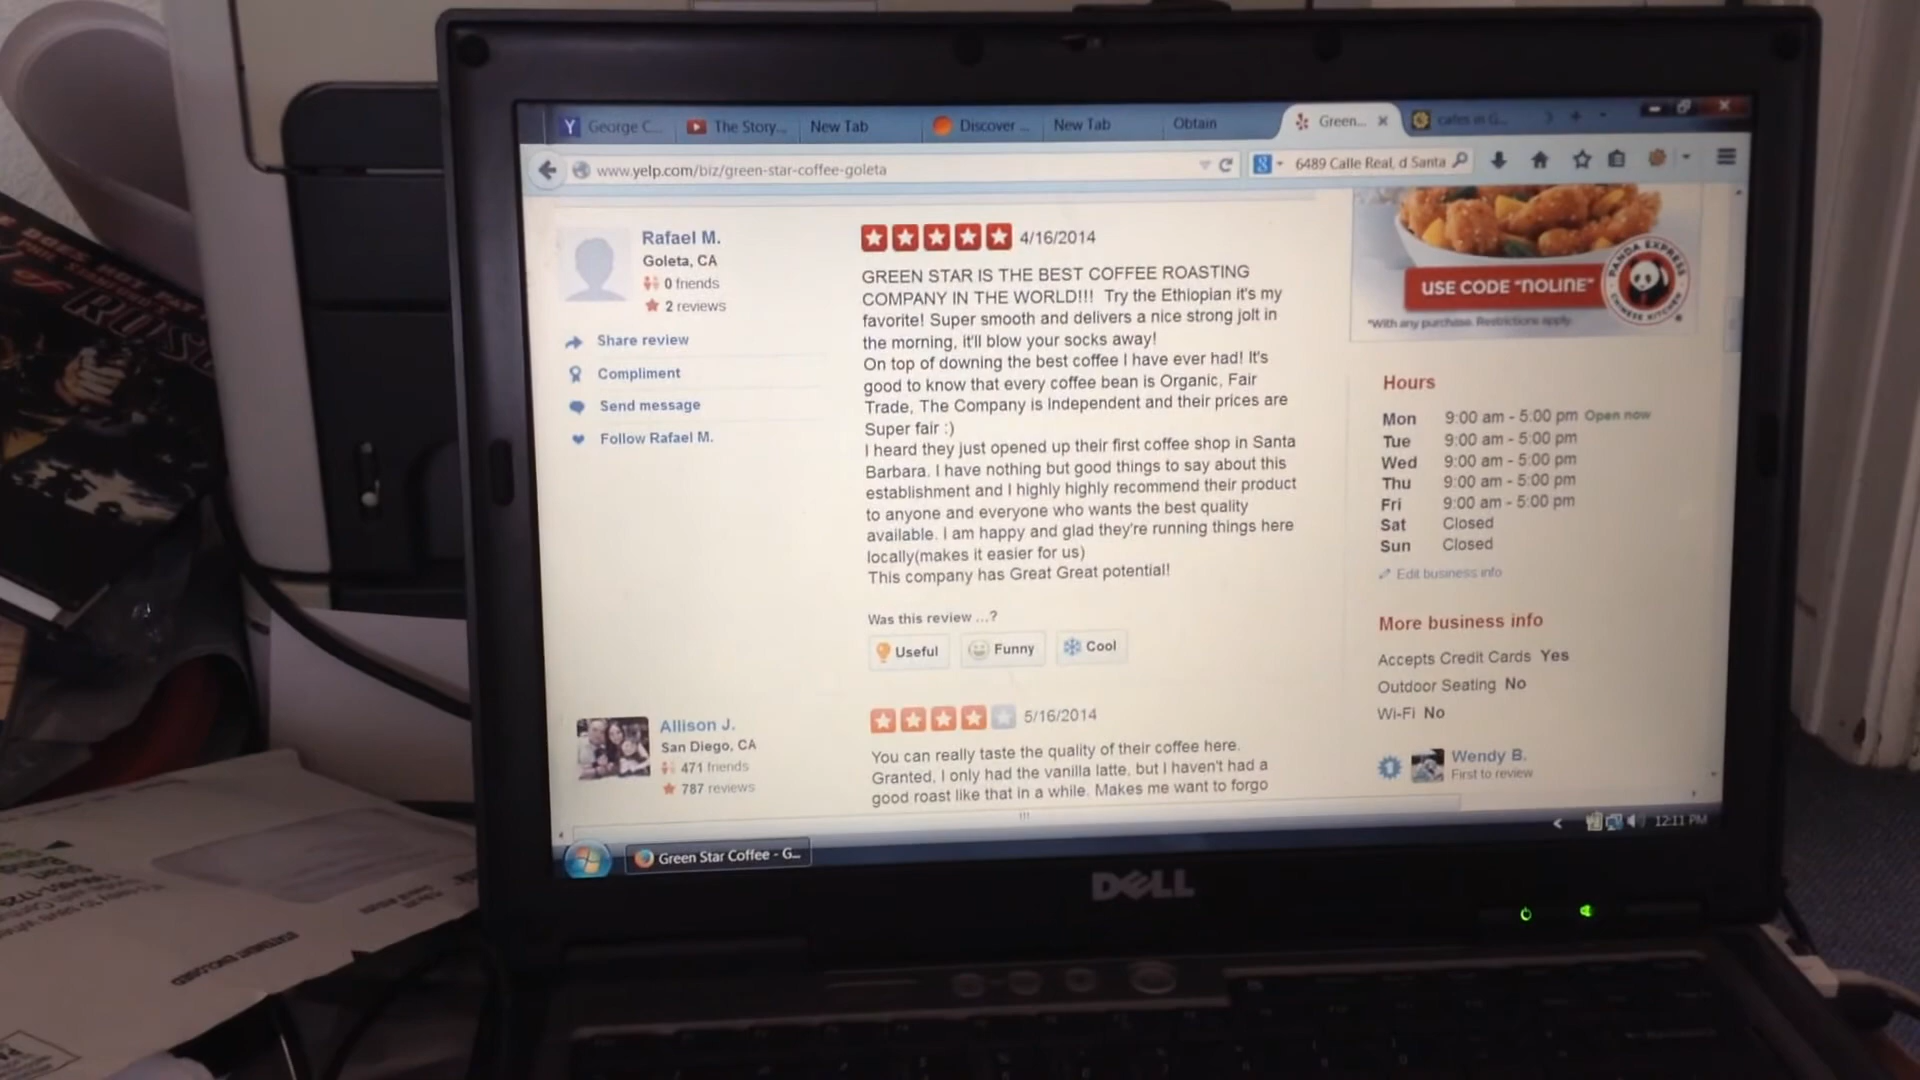 George C...
The Story...
New Tab
Discover ...
New Tab
Obtain
Green...
cafes in G...
www.yelp.com/biz/green-star-coffee-goleta
6489 Calle Real, d Santa
Rafael M.
Goleta, CA
0 friends
2 reviews
Share review
Compliment
Send message
Follow Rafael M.
4/16/2014
GREEN STAR IS THE BEST COFFEE ROASTING
COMPANY IN THE WORLD!!! Try the Ethiopian it's my
favorite! Super smooth and delivers a nice strong jolt in
the morning, it'll blow your socks away!
On top of downing the best coffee I have ever had! It's
good to know that every coffee bean is Organic, Fair
Trade, The Company is Independent and their prices are
Super fair :)
I heard they just opened up their first coffee shop in Santa
Barbara. I have nothing but good things to say about this
establishment and I highly highly recommend their product
to anyone and everyone who wants the best quality
available. I am happy and glad they're running things here
locally(makes it easier for us)
This company has Great Great potential!
Was this review ...?
Useful
Funny
Cool
Allison J.
San Diego, CA
471 friends
787 reviews
5/16/2014
You can really taste the quality of their coffee here.
Granted, I only had the vanilla latte, but I haven't had a
good roast like that in a while. Makes me want to forgo
USE CODE "NOLINE"
PANDA EXPRESS
CHINESE KITCHEN
*With any purchase. Restrictions apply.
Hours
Mon 9:00 am - 5:00 pm Open now
Tue 9:00 am - 5:00 pm
Wed 9:00 am - 5:00 pm
Thu 9:00 am - 5:00 pm
Fri 9:00 am - 5:00 pm
Sat Closed
Sun Closed
Edit business info
More business info
Accepts Credit Cards Yes
Outdoor Seating No
Wi-Fi No
1
Wendy B.
First to review
Green Star Coffee - G...
12:11 PM
DELL
STATEMENT ENCLOSED